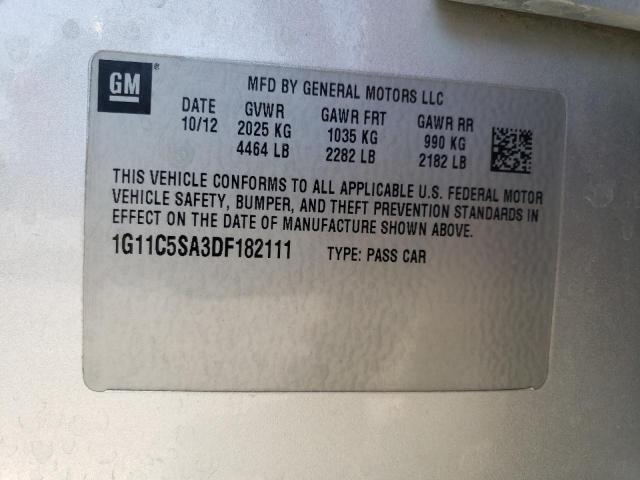 GM® MFD BY GENERAL MOTORS LLC
DATE GVWR GAWR FRT GAWR RR
10/12 2025 KG 1035 KG 990 KG
4464 LB 2282 LB 2182 LB
THIS VEHICLE CONFORMS TO ALL APPLICABLE U.S. FEDERAL MOTOR
VEHICLE SAFETY, BUMPER, AND THEFT PREVENTION STANDARDS IN
EFFECT ON THE DATE OF MANUFACTURE SHOWN ABOVE.
1G11C5SA3DF182111 TYPE: PASS CAR